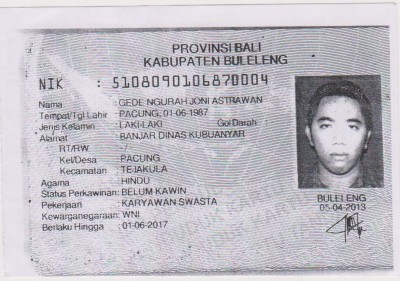 PROVINSI BALI
KABUPATEN BULELENG
NIK : 5108090106870004
Nama : GEDE NGURAH JONI ASTRAWAN
Tempat/Tgl Lahir : PACUNG, 01-06-1987
Jenis Kelamin : LAKI-LAKI Gol Darah
Alamat : BANJAR DINAS KUBUANYAR
RT/RW : -/
Kel/Desa : PACUNG
Kecamatan : TEJAKULA
Agama : HINDU
Status Perkawinan: BELUM KAWIN
Pekerjaan : KARYAWAN SWASTA
Kewarganegaraan: WNI
Berlaku Hingga : 01-06-2017
BULELENG
05-04-2013